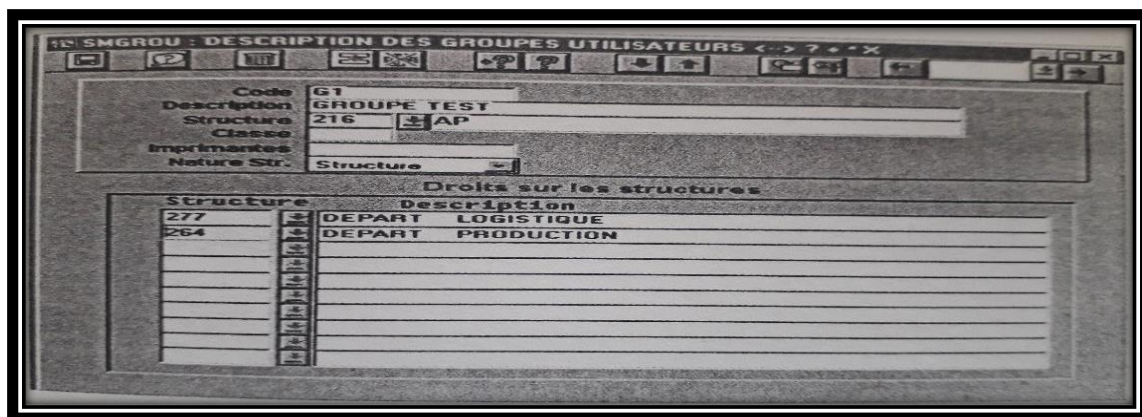 SMGROU : DESCRIPTION DES GROUPES UTILISATEURS <--> ? + * X
Code G1
Description GROUPE TEST
Structure 216 AP
Classe
Imprimantes
Nature Str. Structure
Droits sur les structures
Structure Description
277 DEPART LOGISTIQUE
264 DEPART PRODUCTION